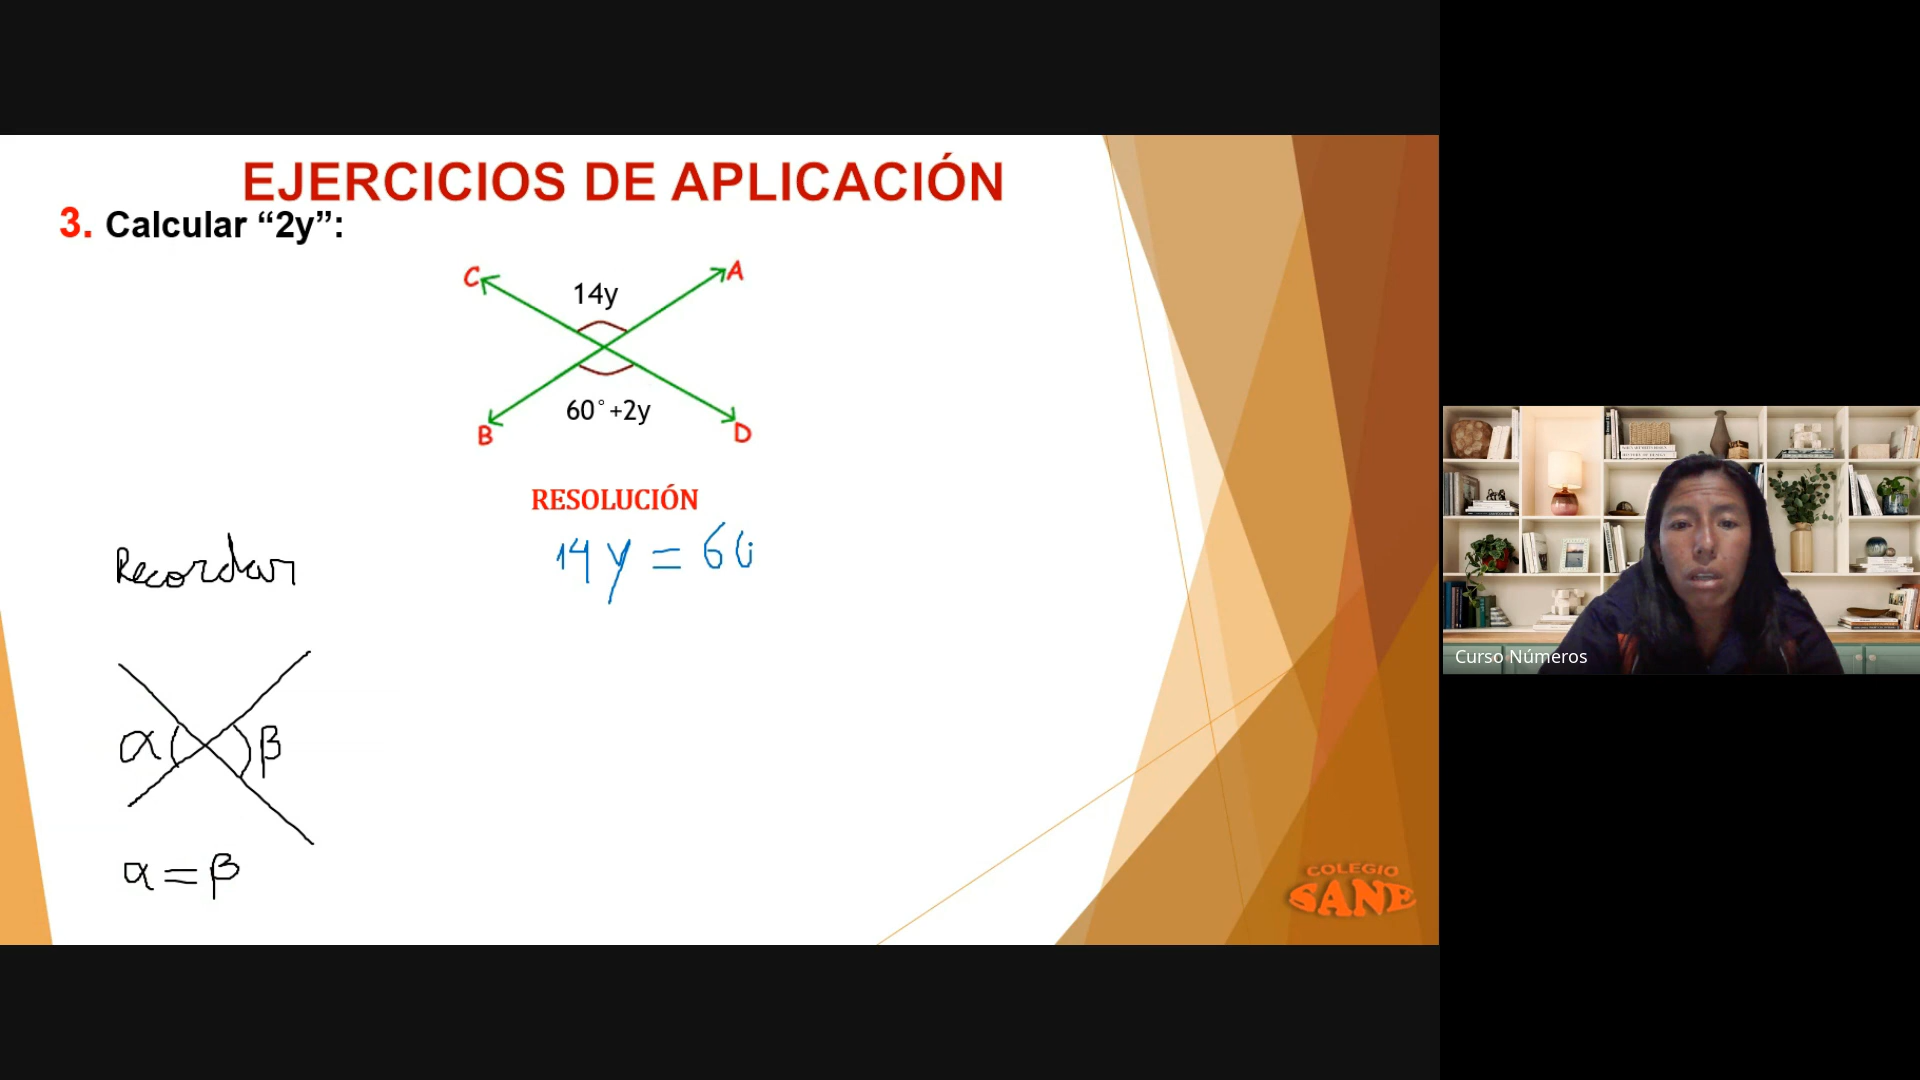 EJERCICIOS DE APLICACIÓN
3. Calcular “2y”:
C
A
14y
60°+2y
B
D
RESOLUCIÓN
14y = 60
Recordar
α
β
α = β
COLEGIO
SANE
Curso Números